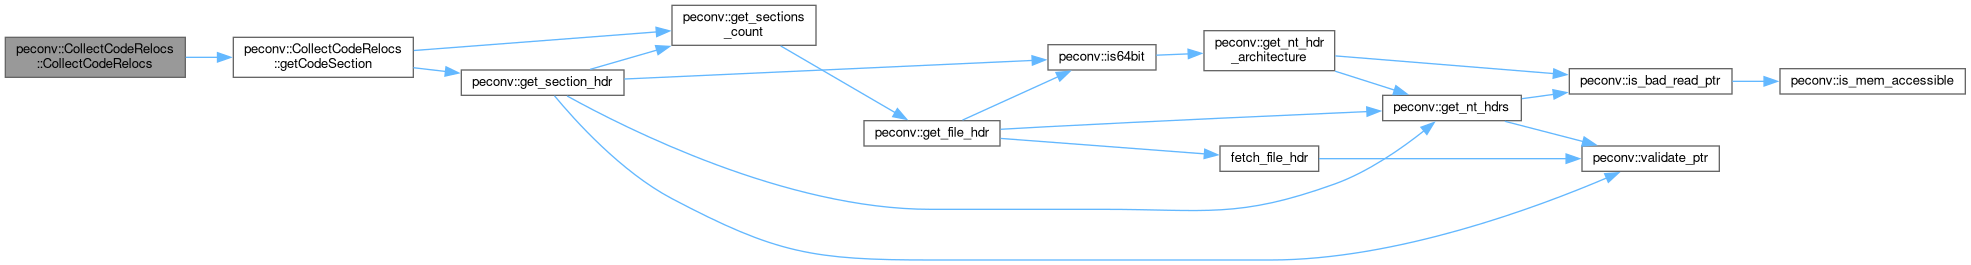 peconv::CollectCodeRelocs
::CollectCodeRelocs
peconv::CollectCodeRelocs
::getCodeSection
peconv::get_sections
_count
peconv::get_section_hdr
peconv::get_file_hdr
peconv::is64bit
peconv::get_nt_hdr
_architecture
peconv::get_nt_hdrs
fetch_file_hdr
peconv::is_bad_read_ptr
peconv::validate_ptr
peconv::is_mem_accessible